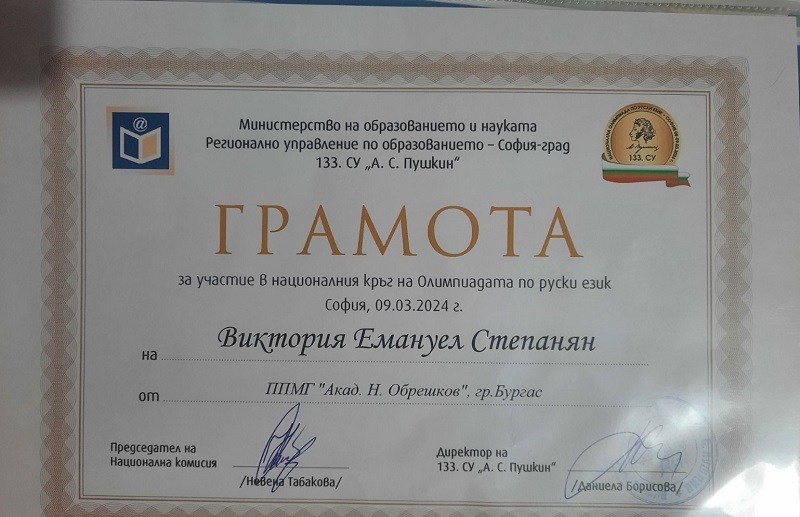 Министерство на образованието и науката
Регионално управление по образованието – София-град
133. СУ „А. С. Пушкин“
133. СУ
ГРАМОТА
за участие в националния кръг на Олимпиадата по руски език
София, 09.03.2024 г.
на Виктория Емануел Степанян
от ППМГ "Акад. Н. Обрешков", гр.Бургас
Председател на
Национална комисия
/Невена Табакова/
Директор на
133. СУ „А. С. Пушкин“
/Даниела Борисова/